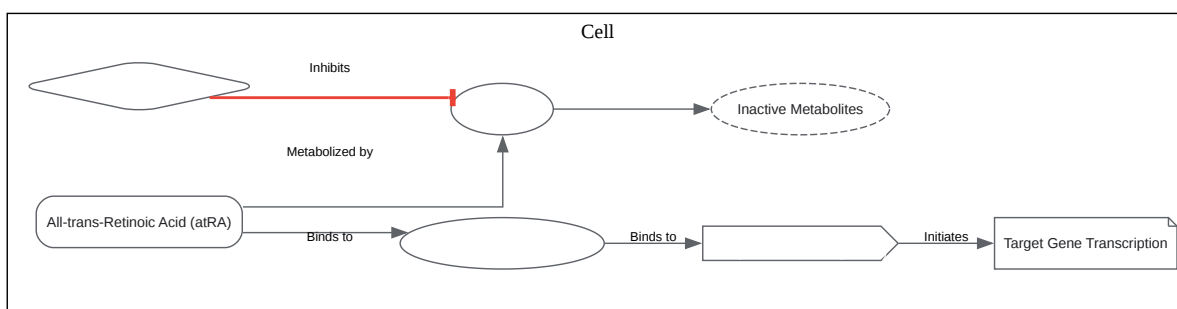 Cell
Inhibits
Inactive Metabolites
Metabolized by
All-trans-Retinoic Acid (atRA)
Binds to
Binds to
Initiates
Target Gene Transcription